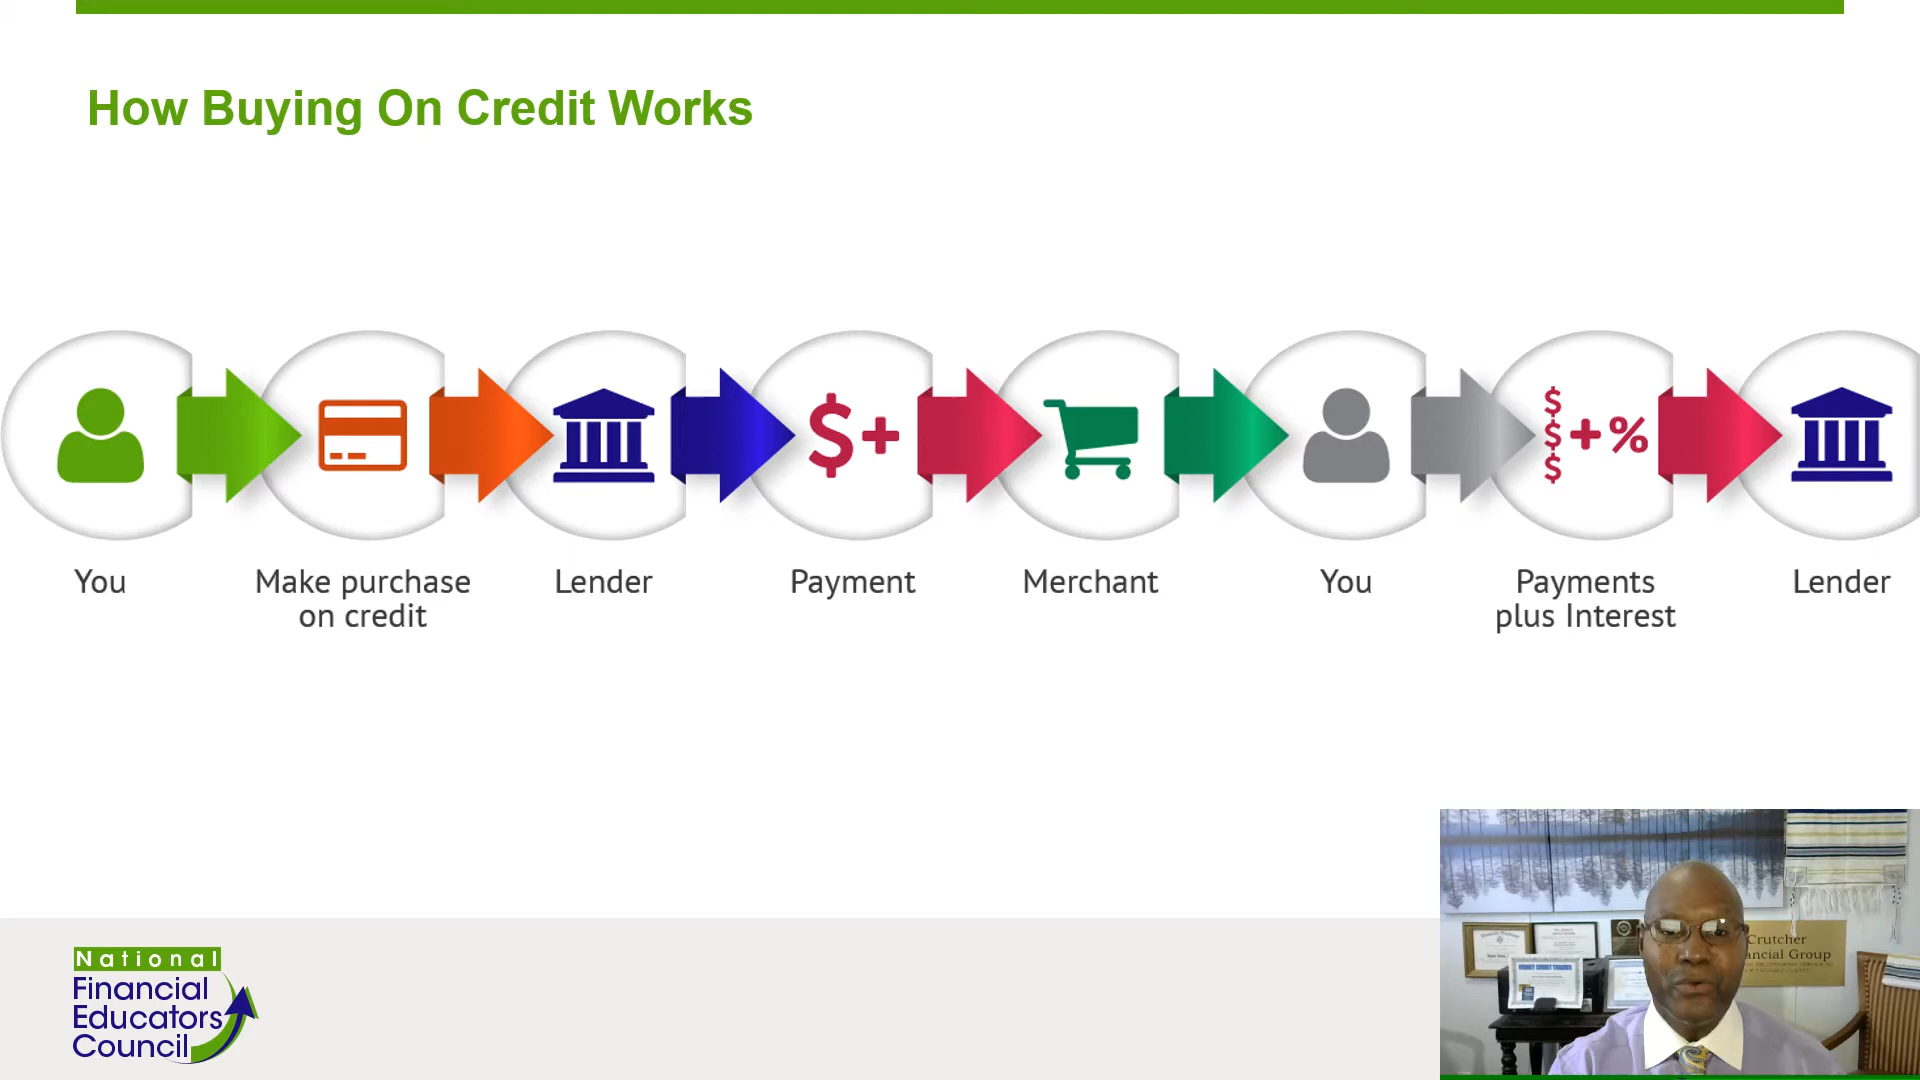 How Buying On Credit Works
$+
$
$
$
+%
You
Make purchase
on credit
Lender
Payment
Merchant
You
Payments
plus Interest
Lender
National
Financial
Educators
Council
Crutcher
ancial Group